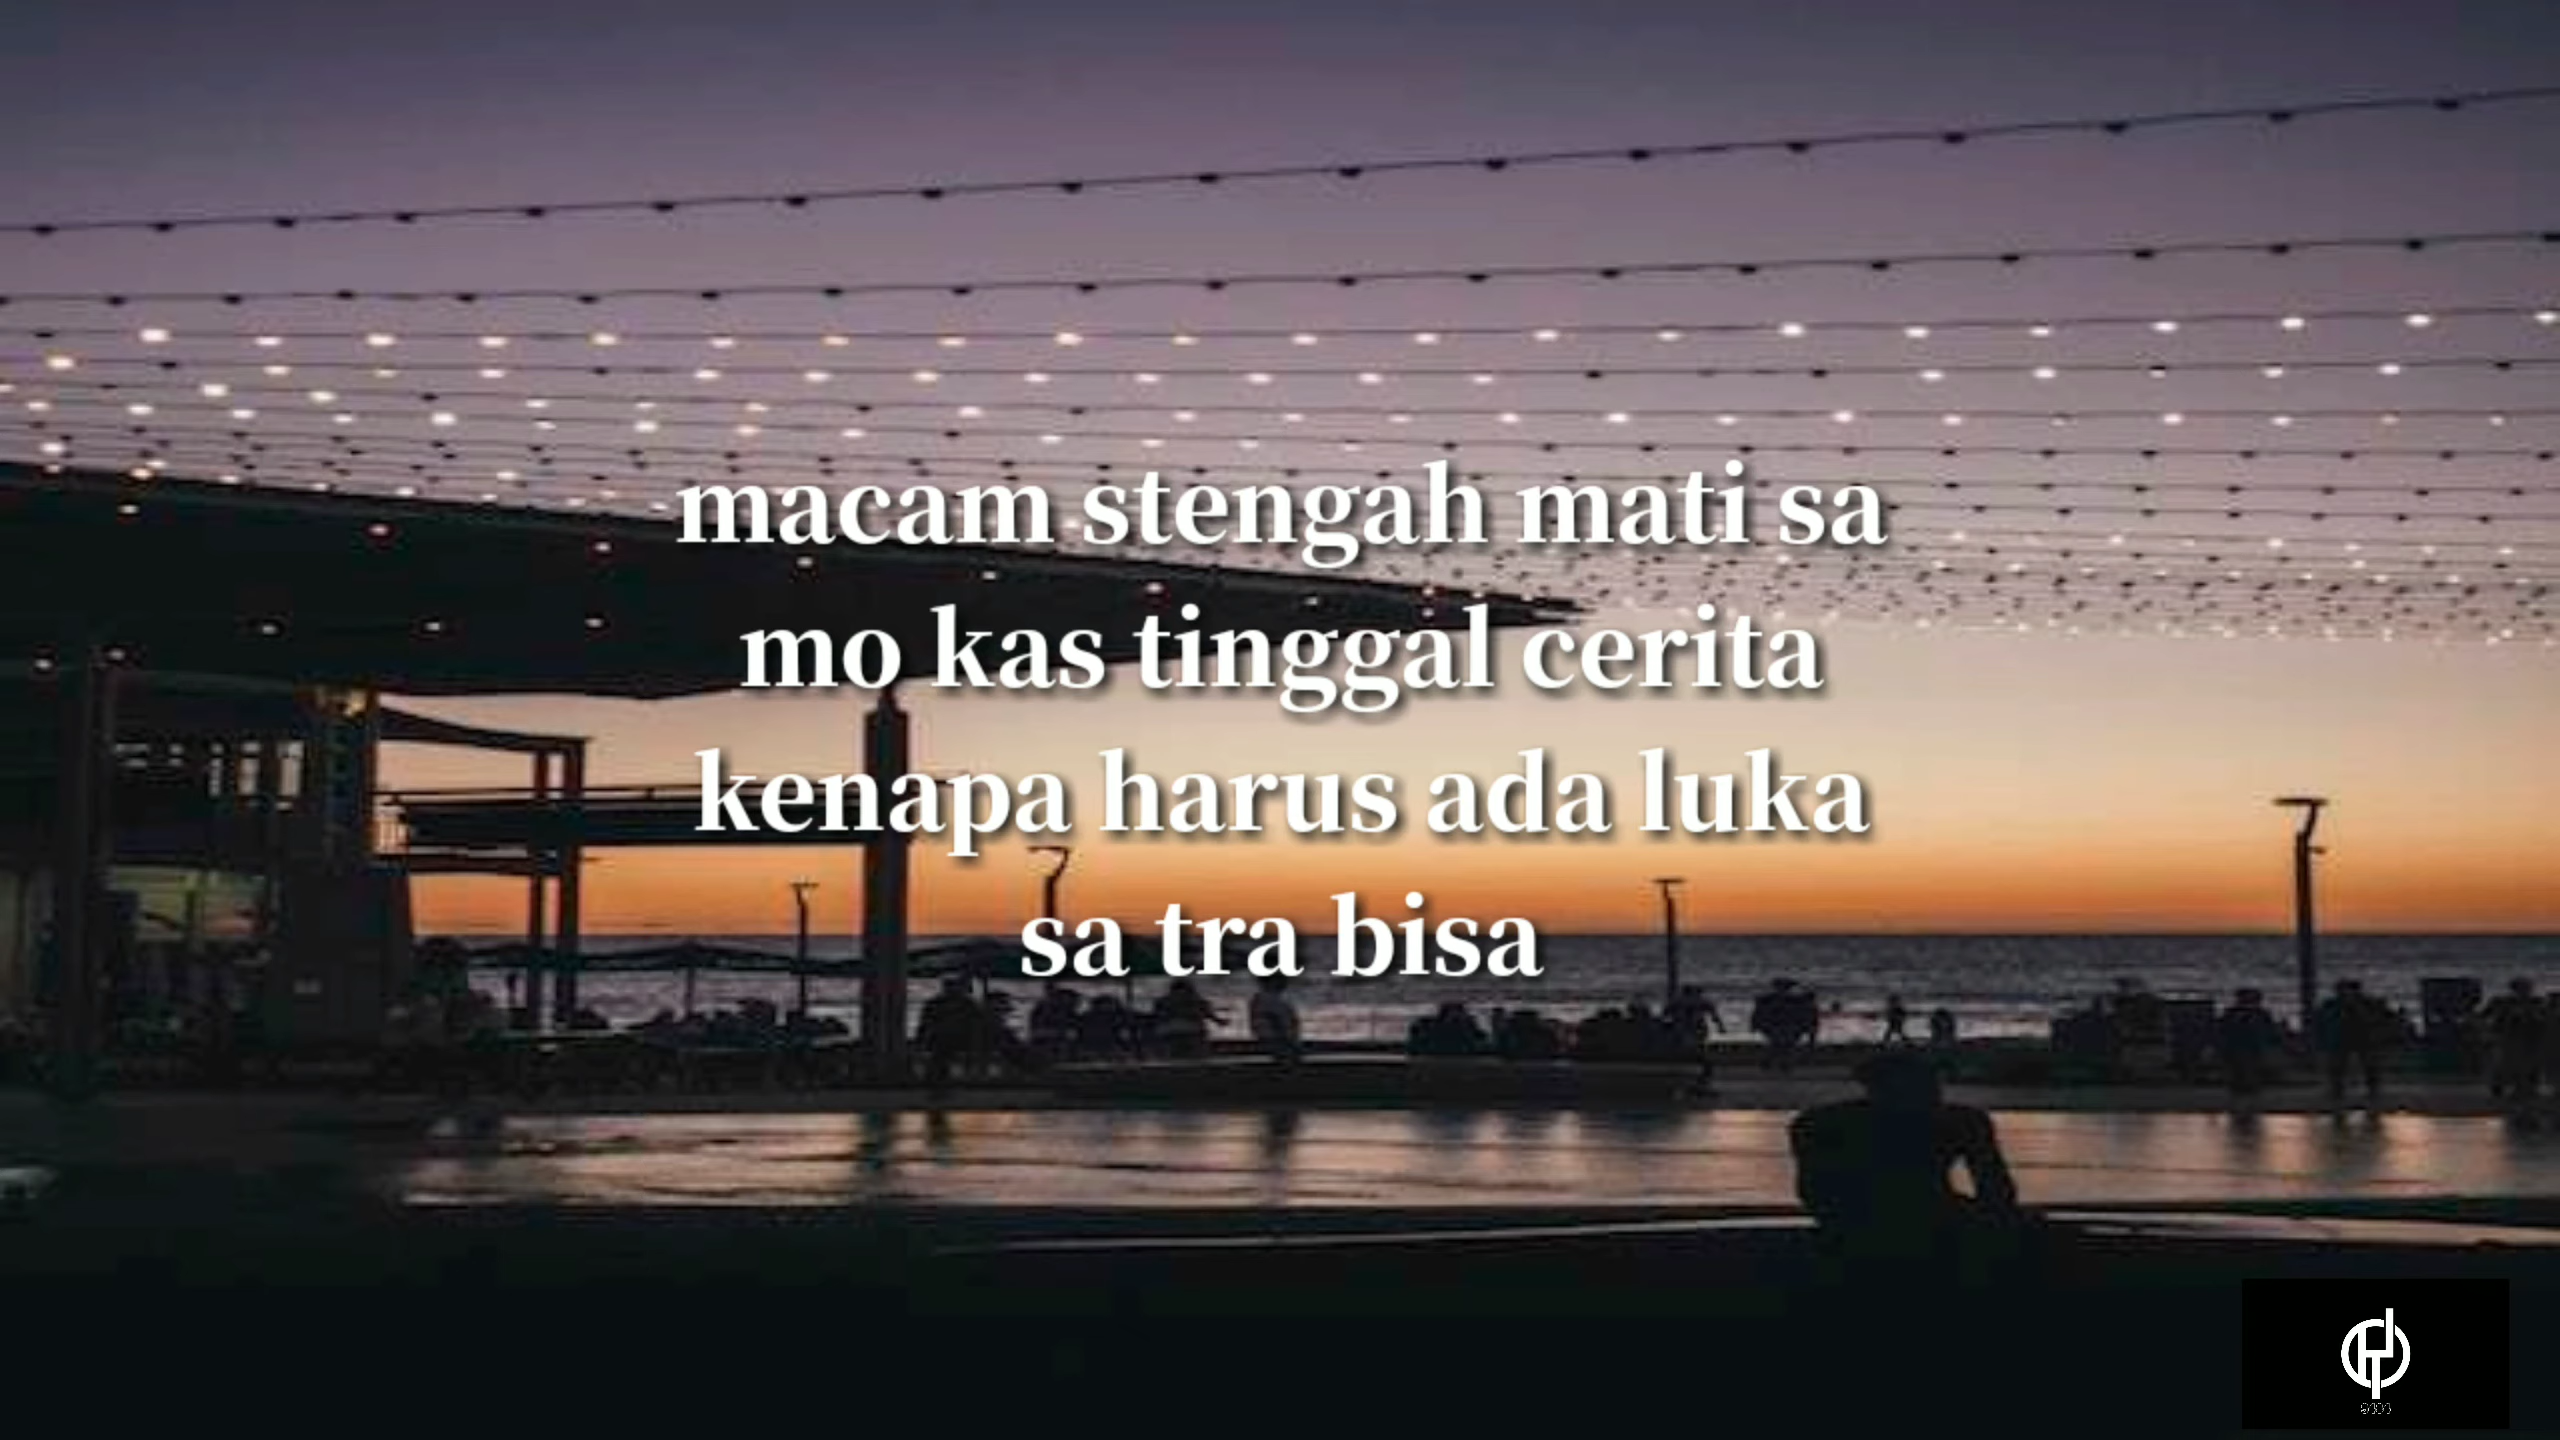 macam stengah mati sa
mo kas tinggal cerita
kenapa harus ada luka
sa tra bisa